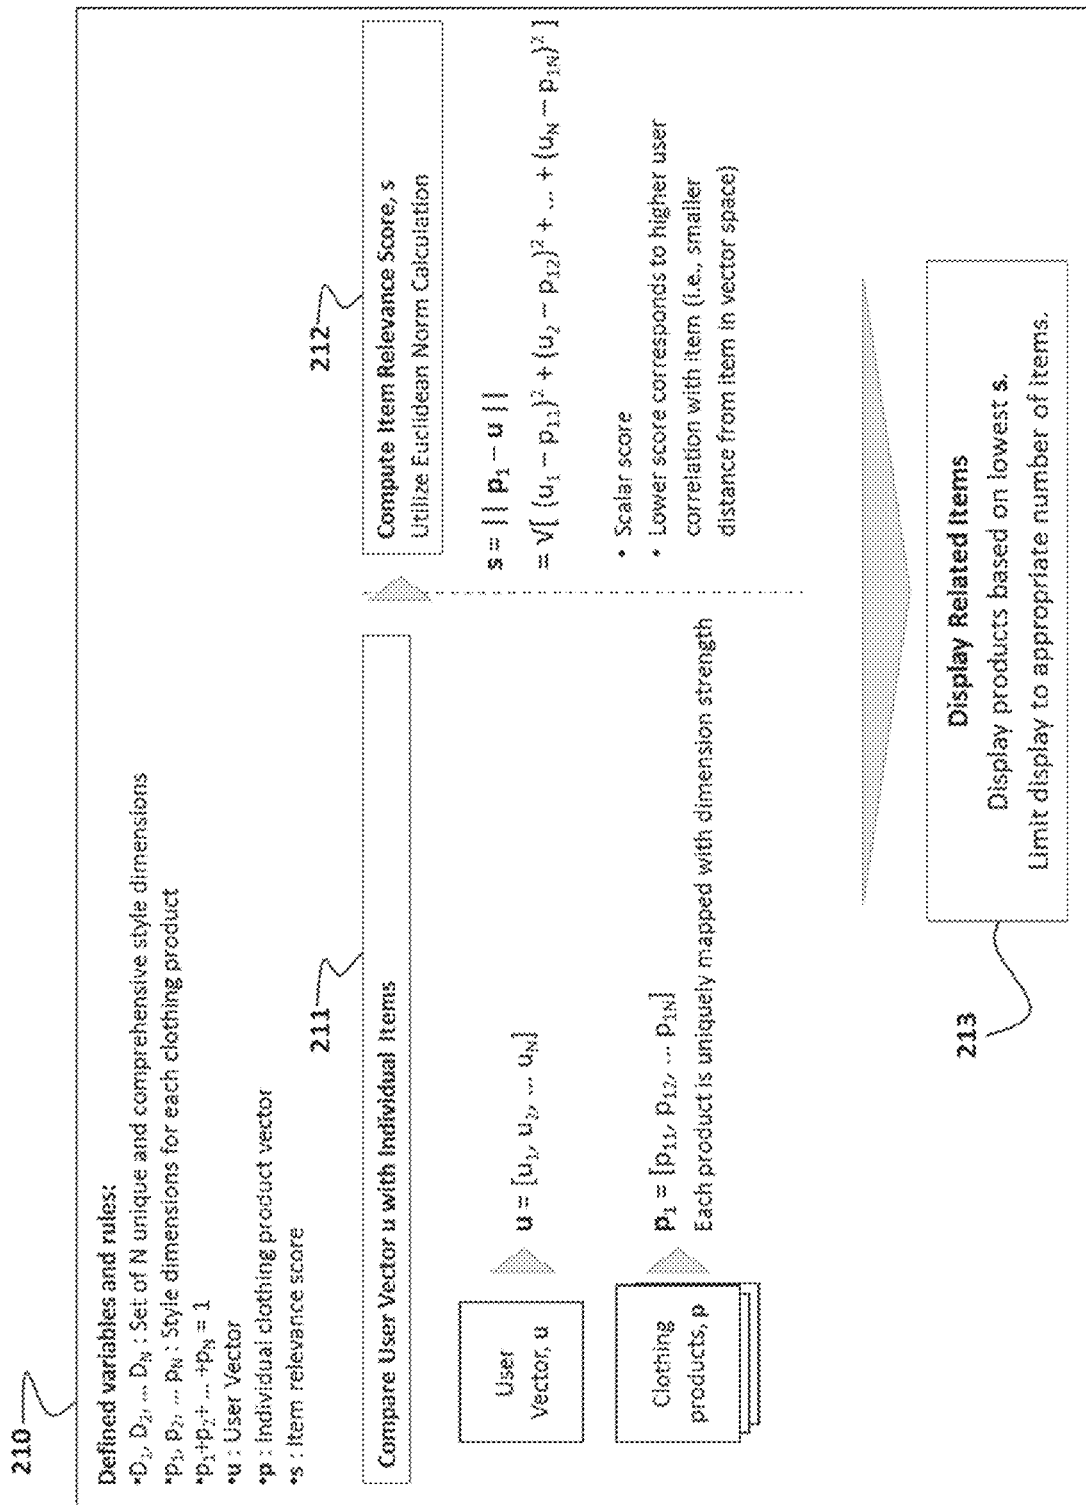 210
Defined variables and rules:
*D₁, D₂, ... D_N : Set of N unique and comprehensive style dimensions
*p₁, p₂, ... p_N : Style dimensions for each clothing product
*p₁+p₂+ ... +p_N = 1
*u : User Vector
*p : Individual clothing product vector
*s : Item relevance score
211
Compare User Vector u with Individual Items
User
Vector, u
u = [u₁, u₂, ... u_N]
Clothing
products, p
p₁ = [p₁₁, p₁₂, ... p₁N]
Each product is uniquely mapped with dimension strength
212
Compute Item Relevance Score, s
Utilize Euclidean Norm Calculation
s = || p₁ – u ||
= √[ (u₁ – p₁₁)² + (u₂ – p₁₂)² + ... + (u_N – p₁N)² ]
• Scalar score
• Lower score corresponds to higher user
correlation with item (i.e., smaller
distance from item in vector space)
213
Display Related Items
Display products based on lowest s.
Limit display to appropriate number of items.